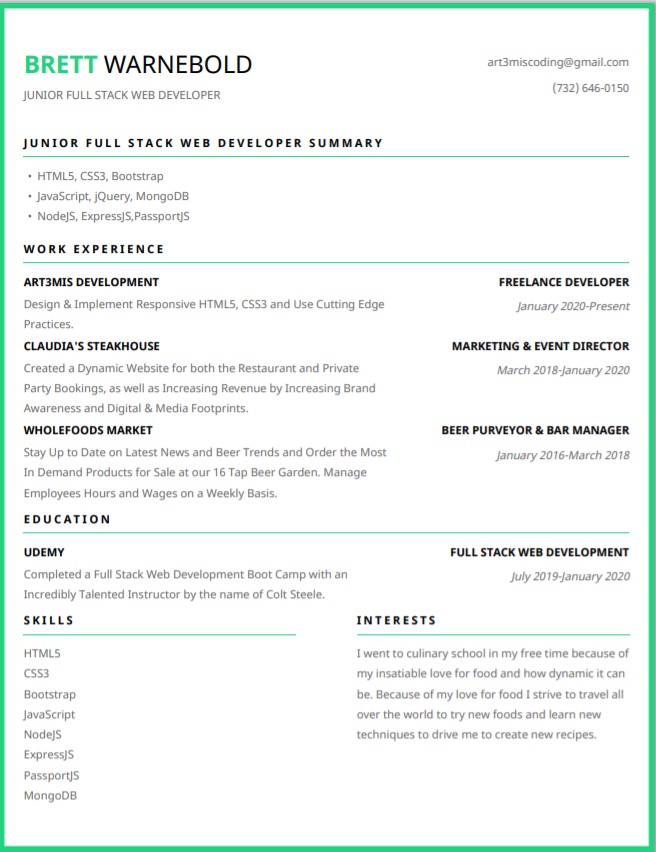 BRETT WARNEBOLD
art3miscoding@gmail.com
JUNIOR FULL STACK WEB DEVELOPER
(732) 646-0150
JUNIOR FULL STACK WEB DEVELOPER SUMMARY
• HTML5, CSS3, Bootstrap
• JavaScript, jQuery, MongoDB
• NodeJS, ExpressJS,PassportJS
WORK EXPERIENCE
ART3MIS DEVELOPMENT
FREELANCE DEVELOPER
January 2020-Present
Design & Implement Responsive HTML5, CSS3 and Use Cutting Edge
Practices.
CLAUDIA'S STEAKHOUSE
MARKETING & EVENT DIRECTOR
March 2018-January 2020
Created a Dynamic Website for both the Restaurant and Private
Party Bookings, as well as Increasing Revenue by Increasing Brand
Awareness and Digital & Media Footprints.
WHOLEFOODS MARKET
BEER PURVEYOR & BAR MANAGER
January 2016-March 2018
Stay Up to Date on Latest News and Beer Trends and Order the Most
In Demand Products for Sale at our 16 Tap Beer Garden. Manage
Employees Hours and Wages on a Weekly Basis.
EDUCATION
UDEMY
FULL STACK WEB DEVELOPMENT
July 2019-January 2020
Completed a Full Stack Web Development Boot Camp with an
Incredibly Talented Instructor by the name of Colt Steele.
SKILLS
HTML5
CSS3
Bootstrap
JavaScript
NodeJS
ExpressJS
PassportJS
MongoDB
INTERESTS
I went to culinary school in my free time because of
my insatiable love for food and how dynamic it can
be. Because of my love for food I strive to travel all
over the world to try new foods and learn new
techniques to drive me to create new recipes.